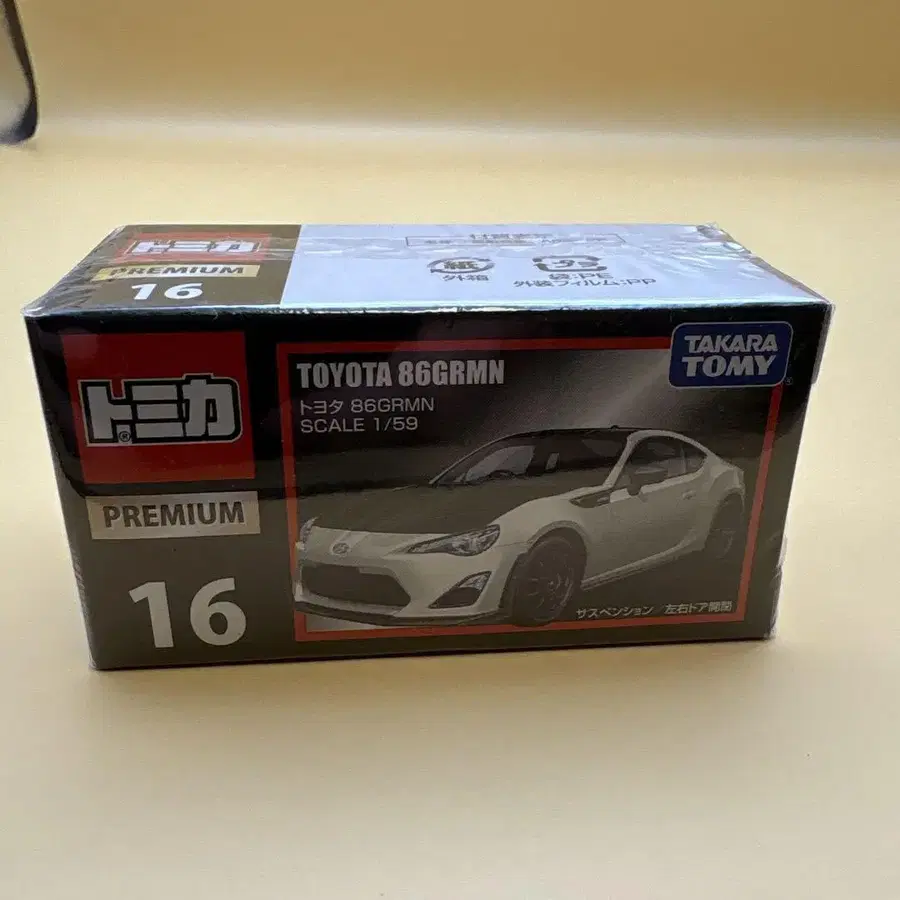 トミカ
PREMIUM
16
紙
外箱
プラ
袋:PE
外装フィルム:PP
トミカ
PREMIUM
16
TOYOTA 86GRMN
トヨタ 86GRMN
SCALE 1/59
TAKARA
TOMY
サスペンション/左右ドア開閉